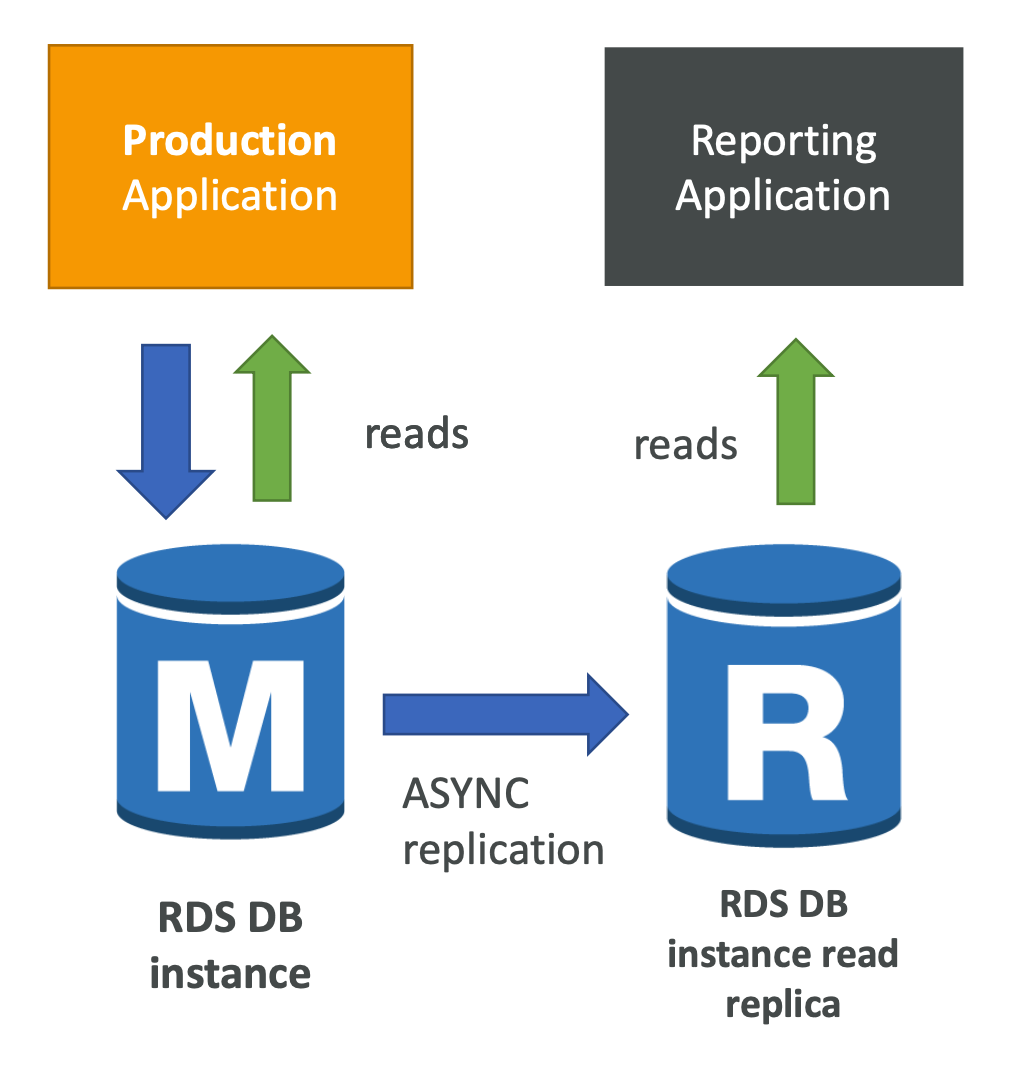 Production
Application
Reporting
Application
reads
reads
M
R
ASYNC
replication
RDS DB
instance
RDS DB
instance read
replica